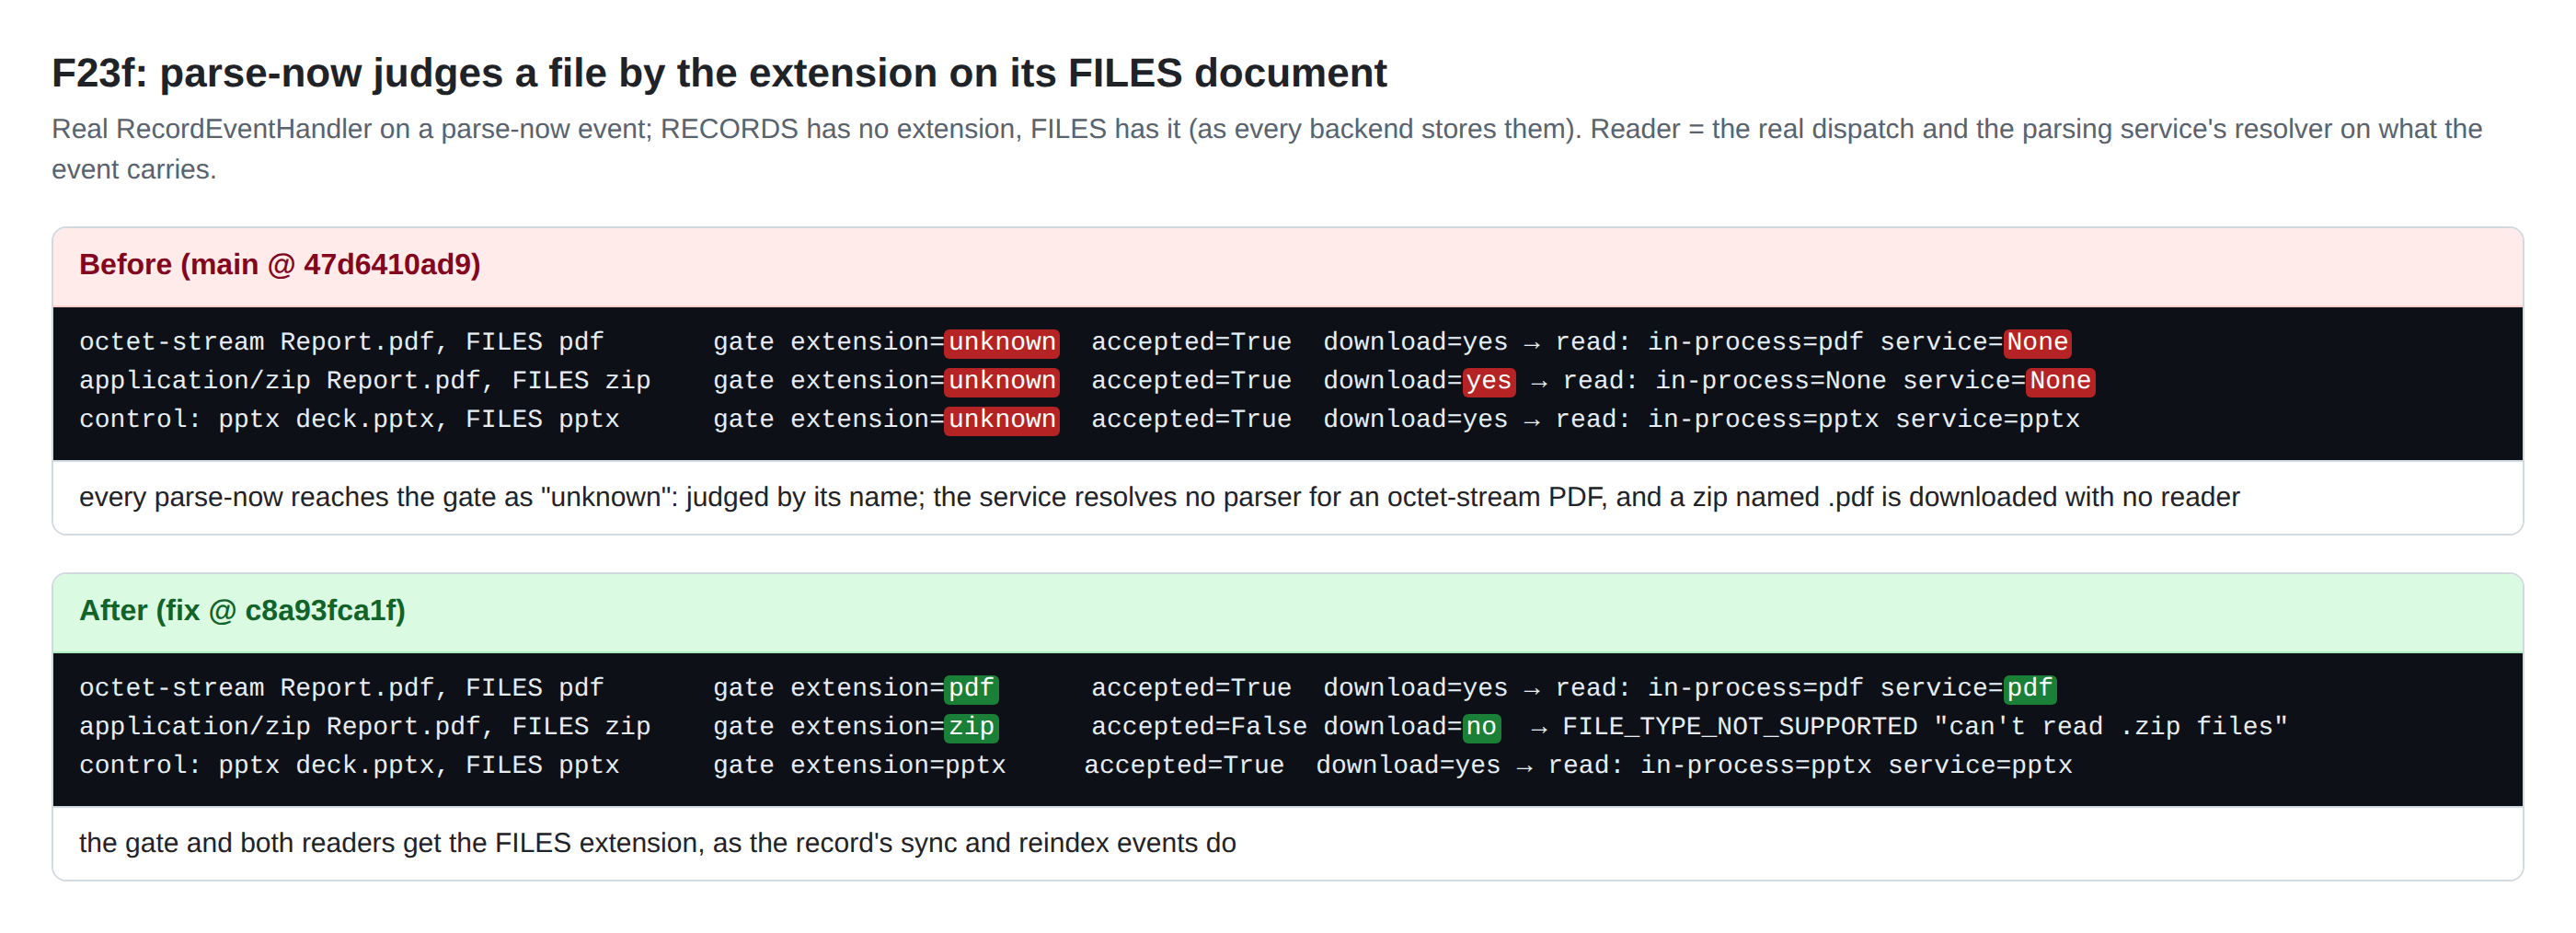 F23f: parse-now judges a file by the extension on its FILES document
Real RecordEventHandler on a parse-now event; RECORDS has no extension, FILES has it (as every backend stores them). Reader = the real dispatch and the parsing service's resolver on what the
event carries.
Before (main @ 47d6410ad9)
octet-stream Report.pdf, FILES pdf gate extension=unknown accepted=True download=yes → read: in-process=pdf service=None
application/zip Report.pdf, FILES zip gate extension=unknown accepted=True download=yes → read: in-process=None service=None
control: pptx deck.pptx, FILES pptx gate extension=unknown accepted=True download=yes → read: in-process=pptx service=pptx
every parse-now reaches the gate as "unknown": judged by its name; the service resolves no parser for an octet-stream PDF, and a zip named .pdf is downloaded with no reader
After (fix @ c8a93fca1f)
octet-stream Report.pdf, FILES pdf gate extension=pdf accepted=True download=yes → read: in-process=pdf service=pdf
application/zip Report.pdf, FILES zip gate extension=zip accepted=False download=no → FILE_TYPE_NOT_SUPPORTED "can't read .zip files"
control: pptx deck.pptx, FILES pptx gate extension=pptx accepted=True download=yes → read: in-process=pptx service=pptx
the gate and both readers get the FILES extension, as the record's sync and reindex events do